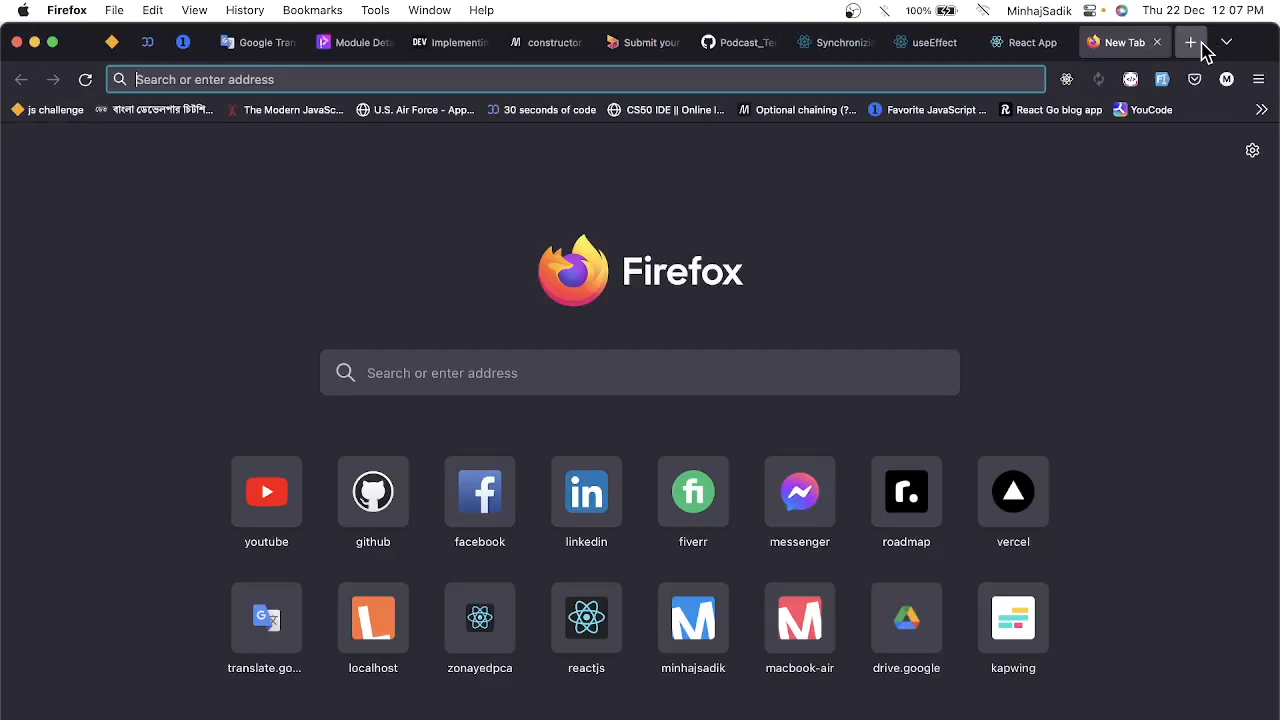 Firefox File Edit View History Bookmarks Tools Window Help 100% MinhajSadik Thu 22 Dec 12:07 PM
Google Tran Module Deta DEV Implementin constructor Submit your Podcast_Te Synchronizi useEffect React App New Tab
Search or enter address
js challenge বাংলা ডেভেলপার চিটশি... The Modern JavaSc... U.S. Air Force - App... 30 seconds of code CS50 IDE || Online I... Optional chaining (?... Favorite JavaScript ... React Go blog app YouCode
Firefox
Search or enter address
youtube github facebook linkedin fiverr messenger roadmap vercel
translate.go... localhost zonayedpca reactjs minhajsadik macbook-air drive.google kapwing